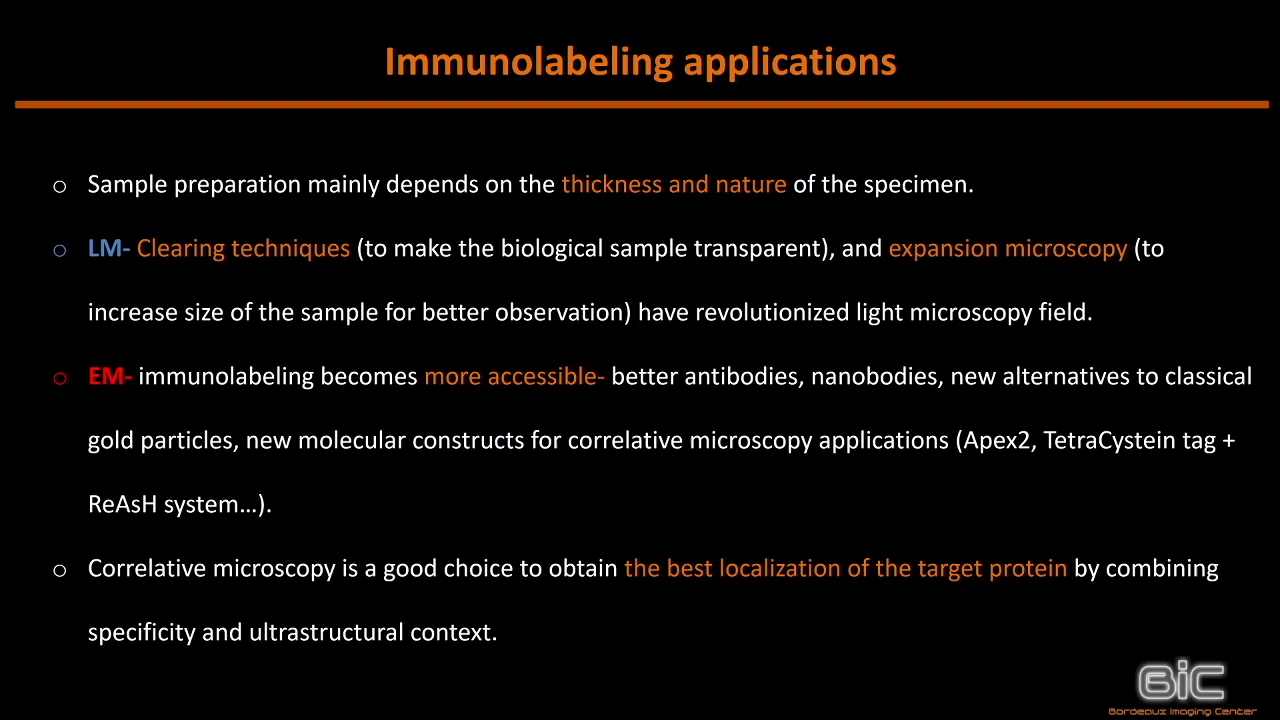 Immunolabeling applications
o Sample preparation mainly depends on the thickness and nature of the specimen.
o LM- Clearing techniques (to make the biological sample transparent), and expansion microscopy (to
increase size of the sample for better observation) have revolutionized light microscopy field.
o EM- immunolabeling becomes more accessible- better antibodies, nanobodies, new alternatives to classical
gold particles, new molecular constructs for correlative microscopy applications (Apex2, TetraCystein tag +
ReAsH system…).
o Correlative microscopy is a good choice to obtain the best localization of the target protein by combining
specificity and ultrastructural context.
BiC
Bordeaux Imaging Center